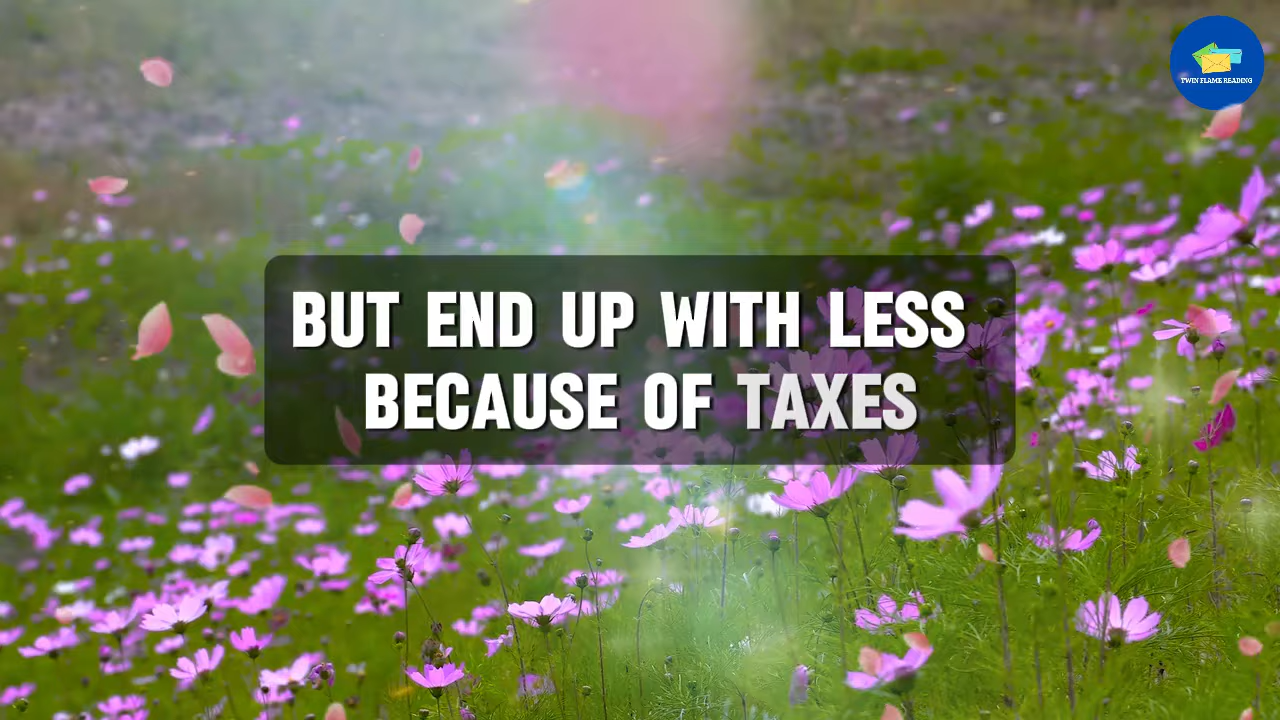 TWIN FLAME READING
BUT END UP WITH LESS
BECAUSE OF TAXES